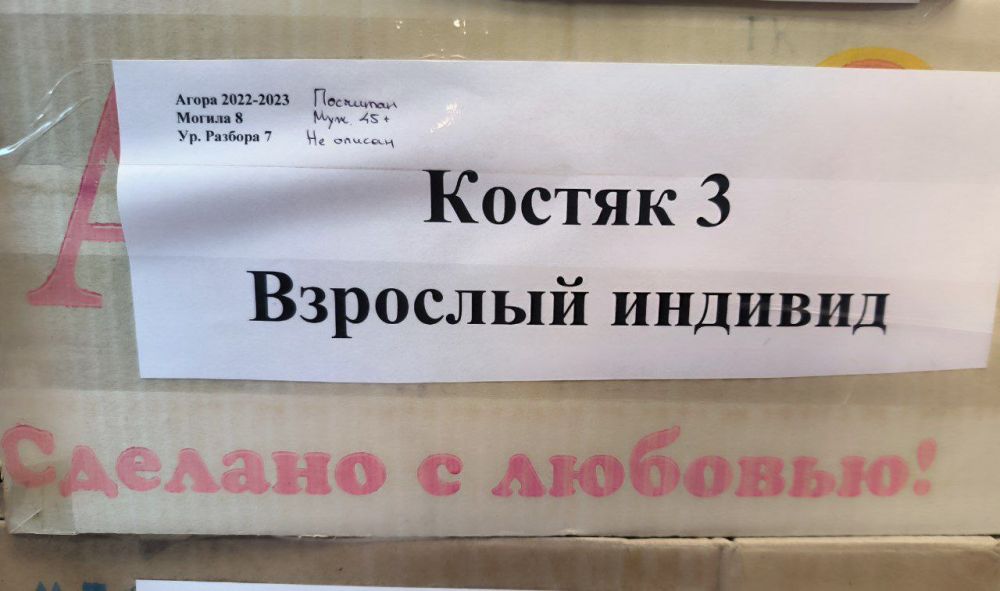 ТК
Агора 2022-2023 Посчитан
Могила 8 Муж. 45+
Ур. Разбора 7 Не описан
Костяк 3
Взрослый индивид
Сделано с любовью!